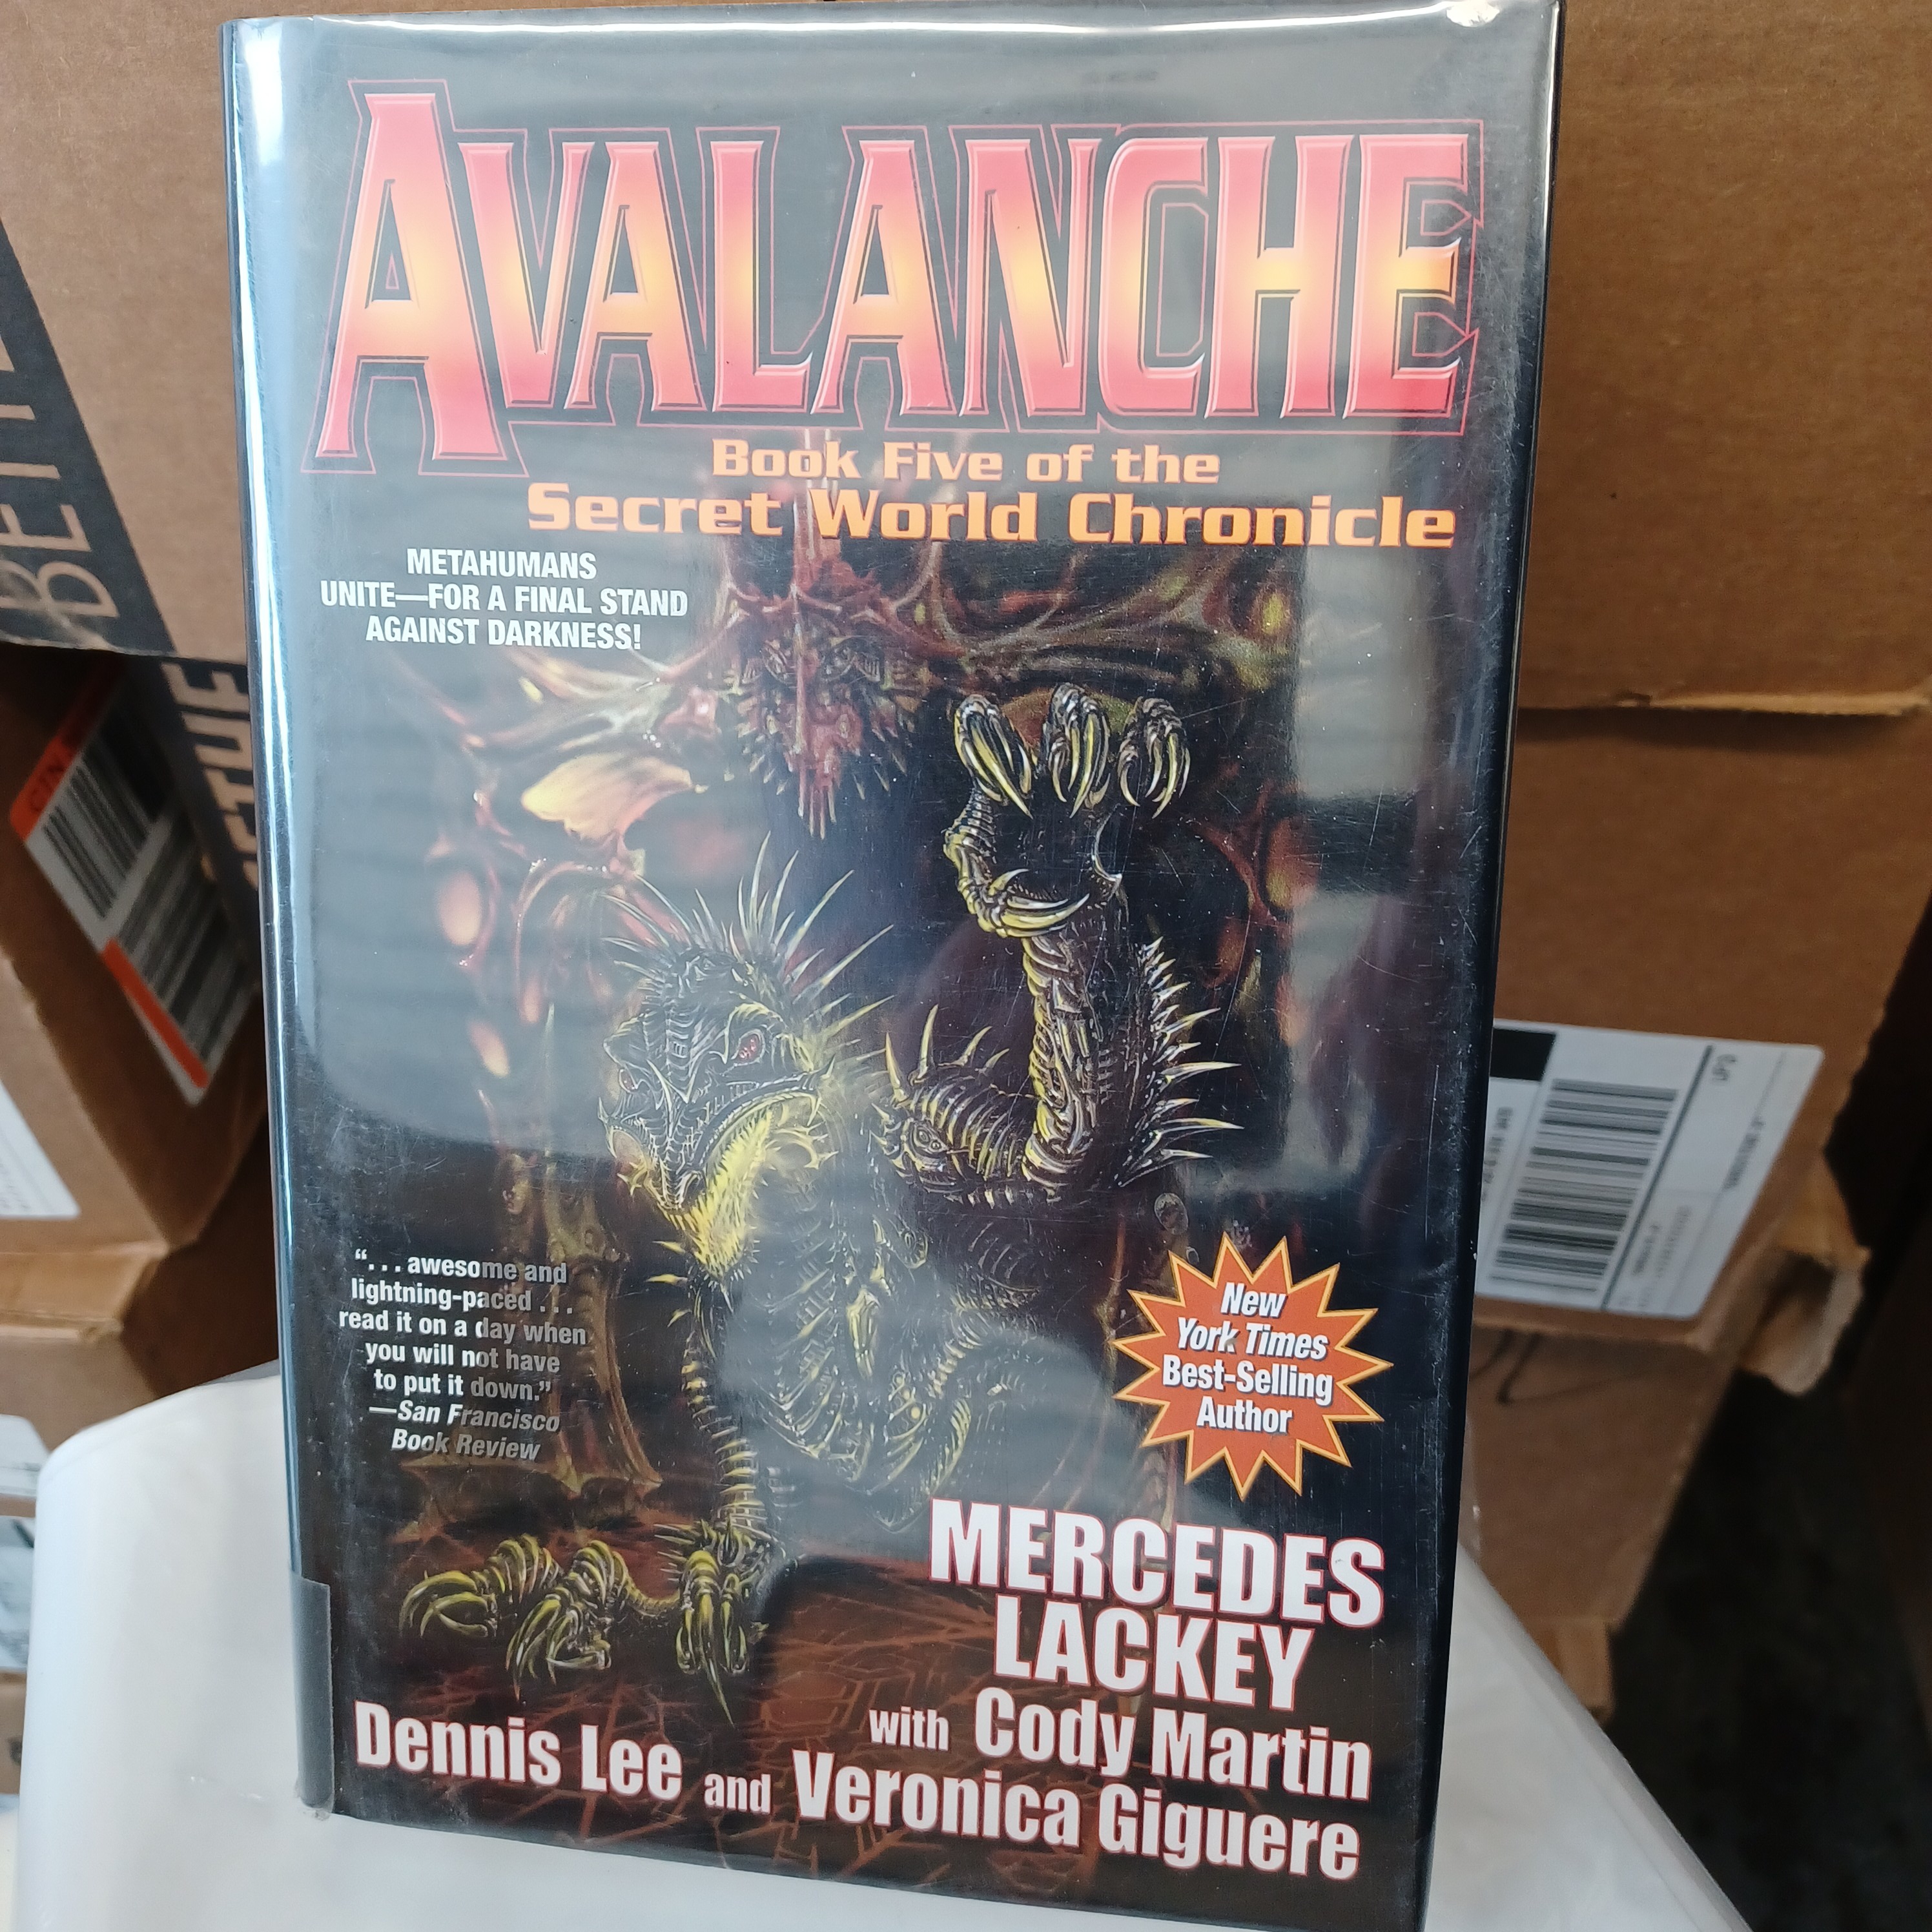 AVALANCHE
Book Five of the
Secret World Chronicle
METAHUMANS
UNITE—FOR A FINAL STAND
AGAINST DARKNESS!
“. . . awesome and
lightning-paced . . .
read it on a day when
you will not have
to put it down.”
—San Francisco
Book Review
New
York Times
Best-Selling
Author
MERCEDES
LACKEY
with Cody Martin
Dennis Lee and Veronica Giguere